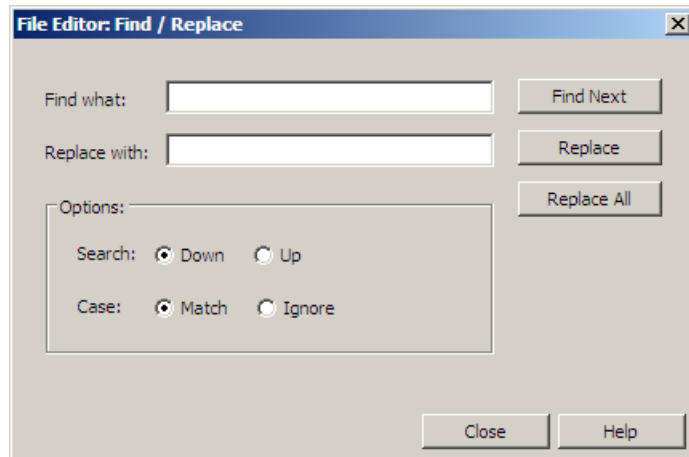 File Editor: Find / Replace
Find what:
Find Next
Replace with:
Replace
Replace All
Options:
Search: Down Up
Case: Match Ignore
Close Help